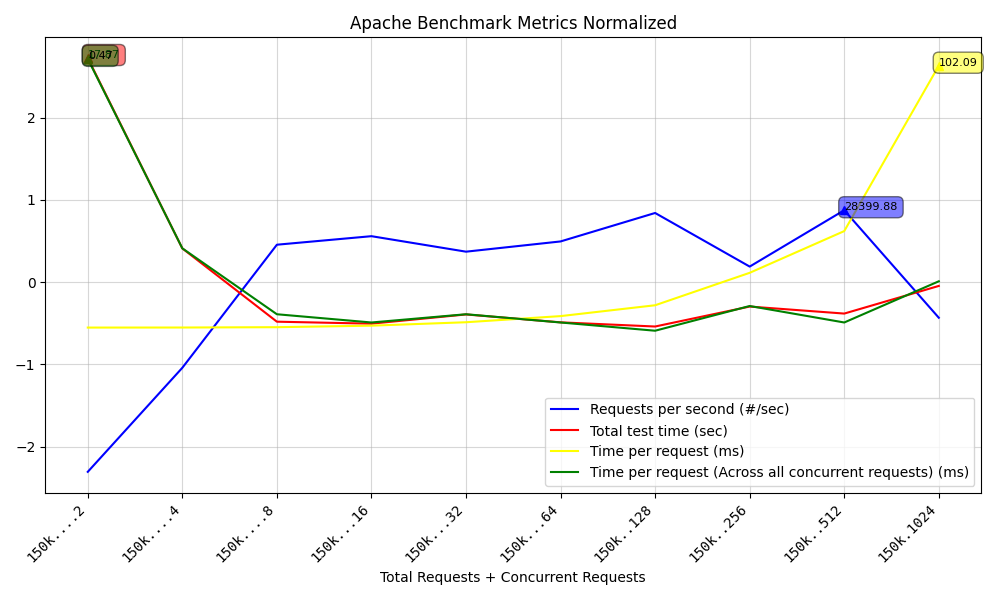 Apache Benchmark Metrics Normalized
0.47
102.09
28399.88
2
1
0
−1
−2
Requests per second (#/sec)
Total test time (sec)
Time per request (ms)
Time per request (Across all concurrent requests) (ms)
150k....2
150k....4
150k....8
150k...16
150k...32
150k...64
150k..128
150k..256
150k..512
150k.1024
Total Requests + Concurrent Requests